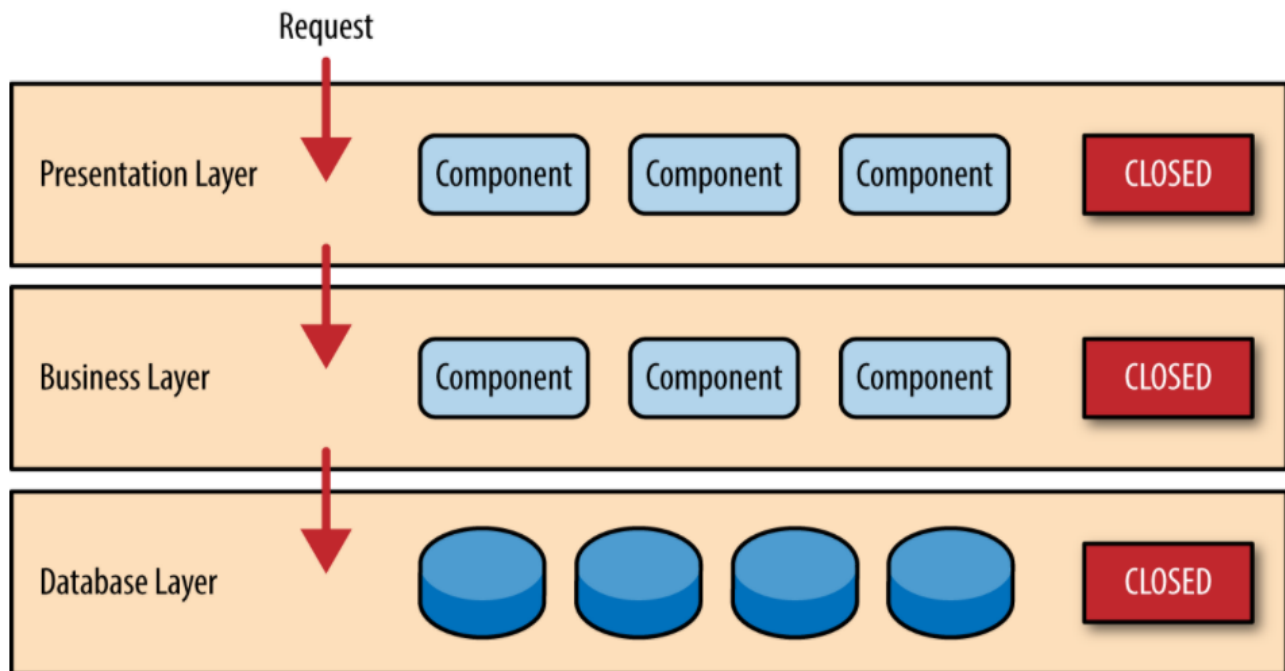 Request
Presentation Layer
Component
Component
Component
CLOSED
Business Layer
Component
Component
Component
CLOSED
Database Layer
CLOSED